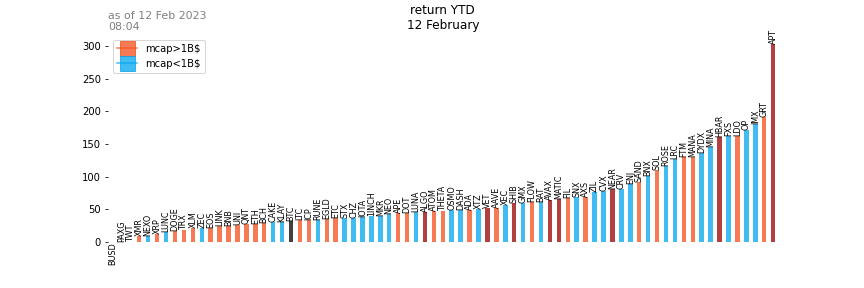 as of 12 Feb 2023
08:04
return YTD
12 February
mcap>1B$
mcap<1B$
300
250
200
150
100
50
0
BUSD
PAXG
TWT
XMR
NEXO
XRP
LUNC
DOGE
TRX
XLM
ZEC
EOS
LINK
BNB
UNI
QNT
ETH
BCH
CAKE
KLAY
BTC
LTC
ICP
RUNE
EGLD
ETC
STX
CHZ
IOTA
1INCH
MKR
NEO
APE
DOT
LUNA
ALGO
ATOM
THETA
OSMO
DASH
ADA
XTZ
VET
AAVE
XEC
SHIB
GMX
FLOW
BAT
AVAX
MATIC
FIL
SNX
AXS
ZIL
CVX
NEAR
CRV
ENJ
SAND
BNX
SOL
ROSE
LRC
FTM
MANA
DYDX
MINA
HBAR
FXS
LDO
OP
IMX
GRT
APT